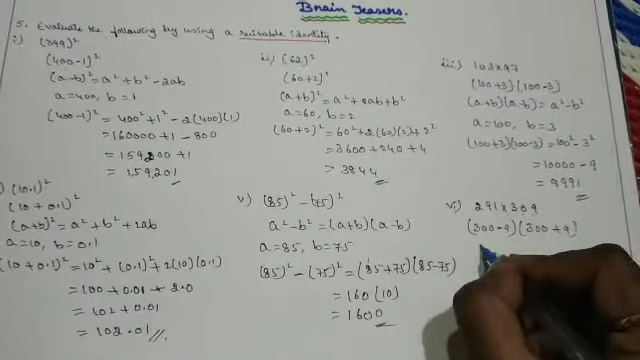 Brain Teasers.
5. Evaluate the following by using a suitable identity.
i) (399)²
(400-1)²
(a-b)² = a² + b² - 2ab
a = 400, b = 1
(400-1)² = 400² + 1² - 2(400)(1)
= 160000 + 1 - 800
= 159200 + 1
= 1,59,201
ii) (62)²
(60+2)²
(a+b)² = a² + 2ab + b²
a = 60, b = 2
(60+2)² = 60² + 2(60)(2) + 2²
= 3600 + 240 + 4
= 3844
iii) 103 x 97
(100+3)(100-3)
(a+b)(a-b) = a² - b²
a = 100, b = 3
(100+3)(100-3) = 100² - 3²
= 10000 - 9
= 9991
) (10.1)²
(10 + 0.1)²
(a+b)² = a² + b² + 2ab
a = 10, b = 0.1
(10 + 0.1)² = 10² + (0.1)² + 2(10)(0.1)
= 100 + 0.01 + 2.0
= 102 + 0.01
= 102.01
v) (85)² - (75)²
a² - b² = (a+b)(a-b)
a = 85, b = 75
(85)² - (75)² = (85+75)(85-75)
= 160(10)
= 1600
vi) 291 x 309
(300-9)(300+9)